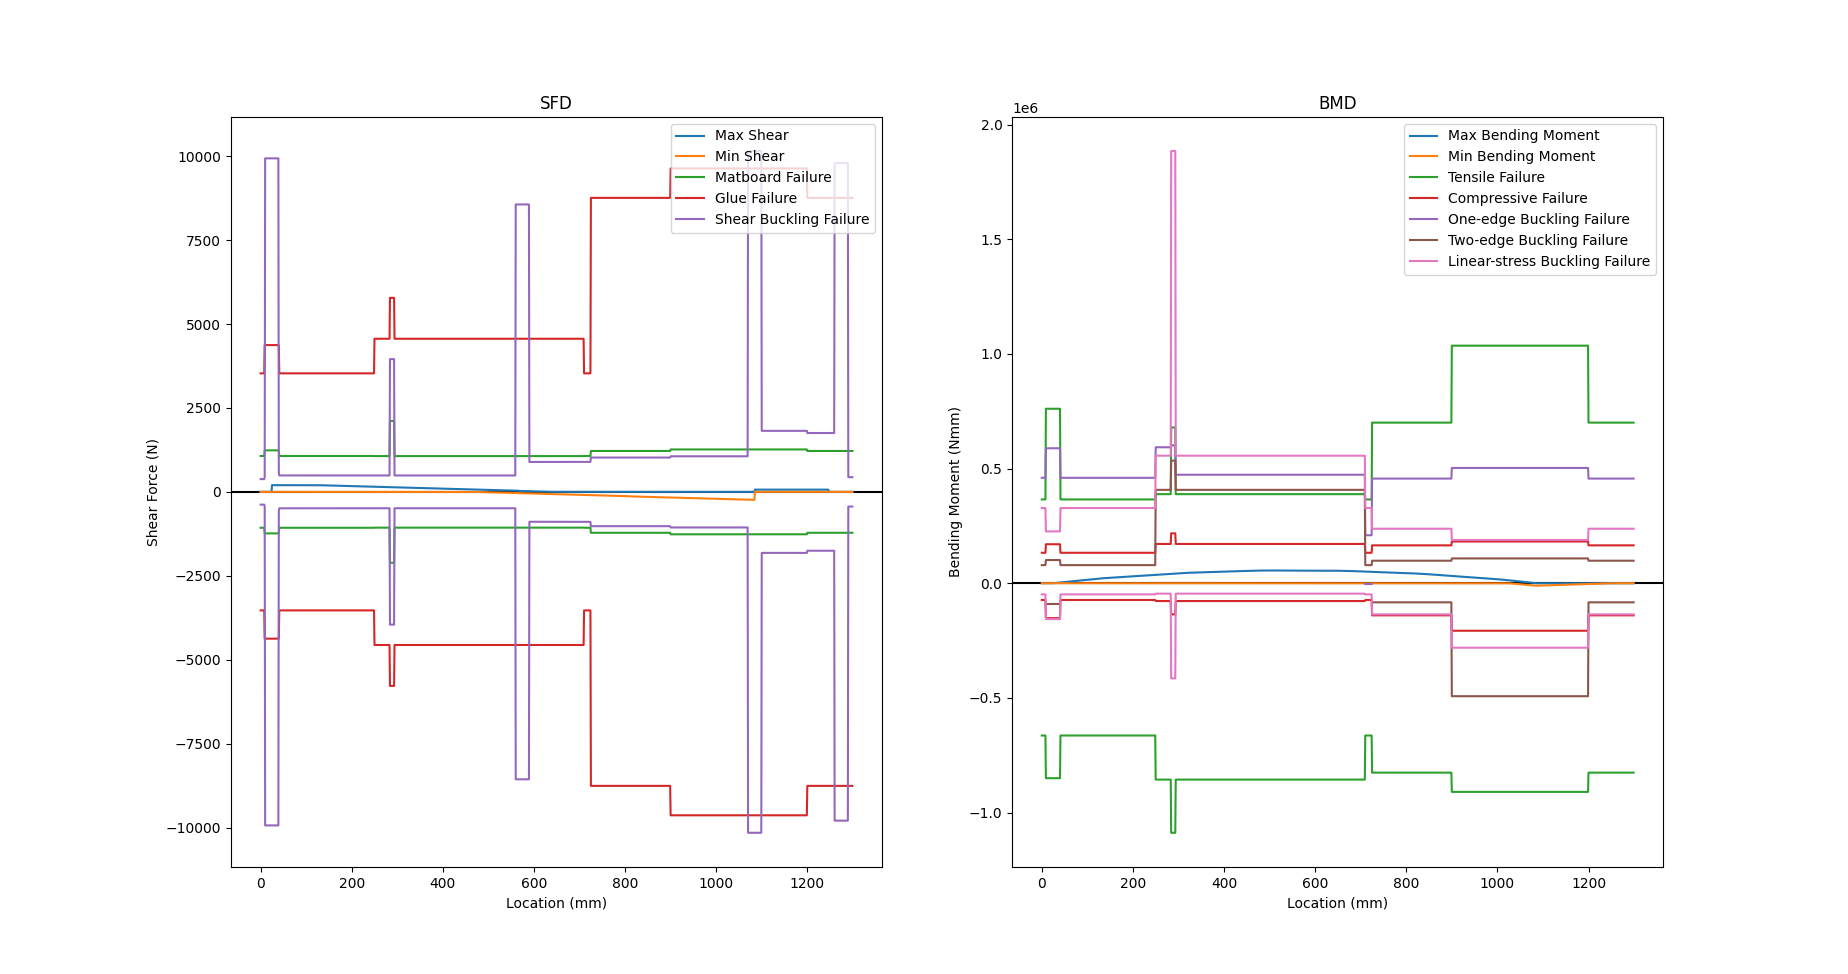 SFD
Max Shear
Min Shear
Matboard Failure
Glue Failure
Shear Buckling Failure
10000
7500
5000
2500
0
−2500
−5000
−7500
−10000
Shear Force (N)
0 200 400 600 800 1000 1200
Location (mm)
BMD
1e6
Max Bending Moment
Min Bending Moment
Tensile Failure
Compressive Failure
One-edge Buckling Failure
Two-edge Buckling Failure
Linear-stress Buckling Failure
2.0
1.5
1.0
0.5
0.0
−0.5
−1.0
Bending Moment (Nmm)
0 200 400 600 800 1000 1200
Location (mm)